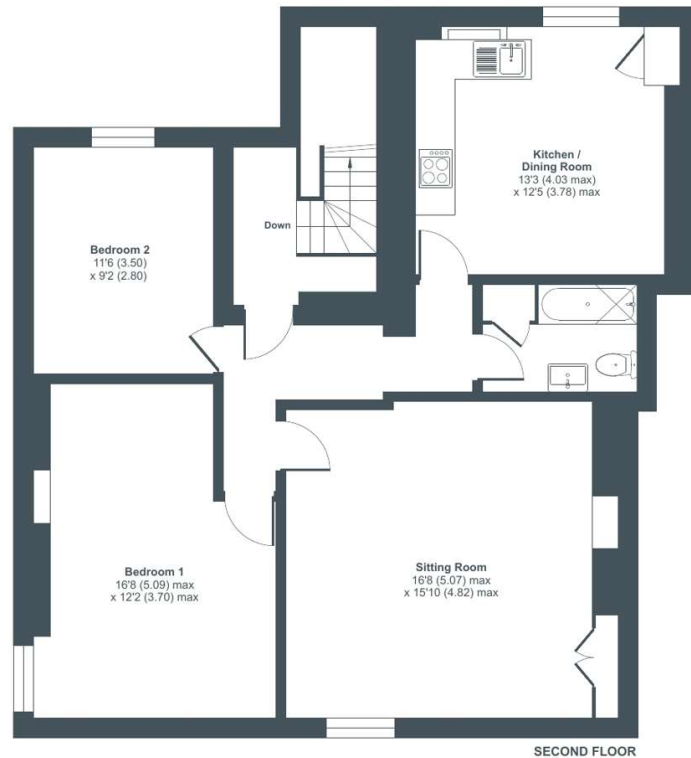 Kitchen /
Dining Room
13'3 (4.03 max)
x 12'5 (3.78) max
Down
Bedroom 2
11'6 (3.50)
x 9'2 (2.80)
Bedroom 1
16'8 (5.09) max
x 12'2 (3.70) max
Sitting Room
16'8 (5.07) max
x 15'10 (4.82) max
SECOND FLOOR